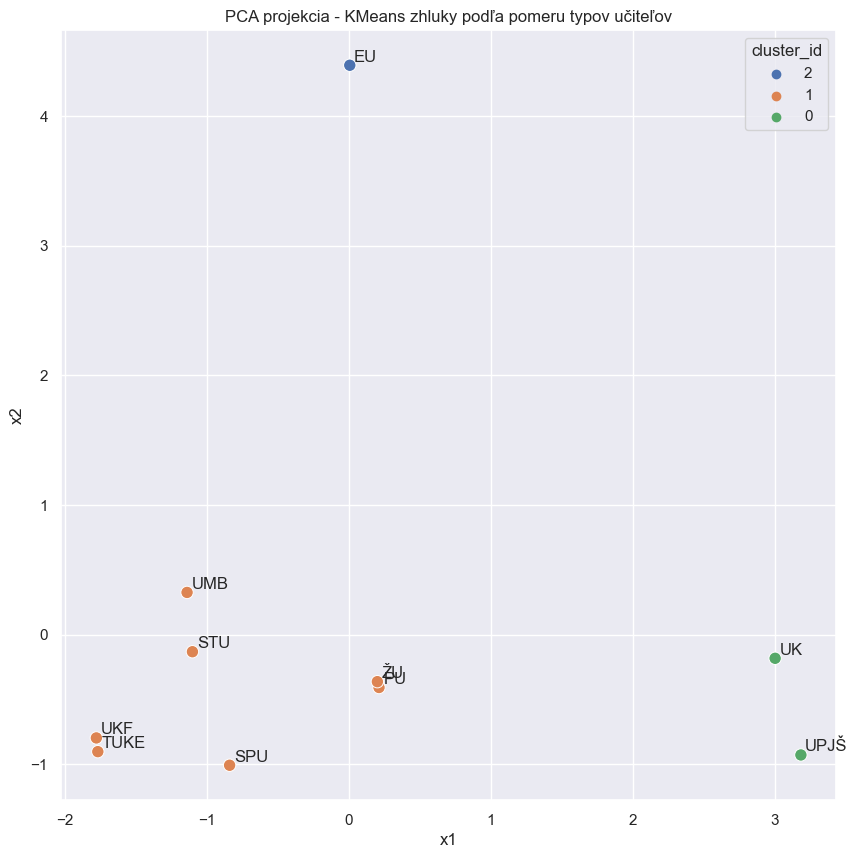 PCA projekcia - KMeans zhluky podľa pomeru typov učiteľov
cluster_id
2
1
0
EU
UMB
STU
ŽU
PU
UK
UKF
TUKE
SPU
UPJŠ
4
3
2
1
0
−1
x2
−2
−1
0
1
2
3
x1